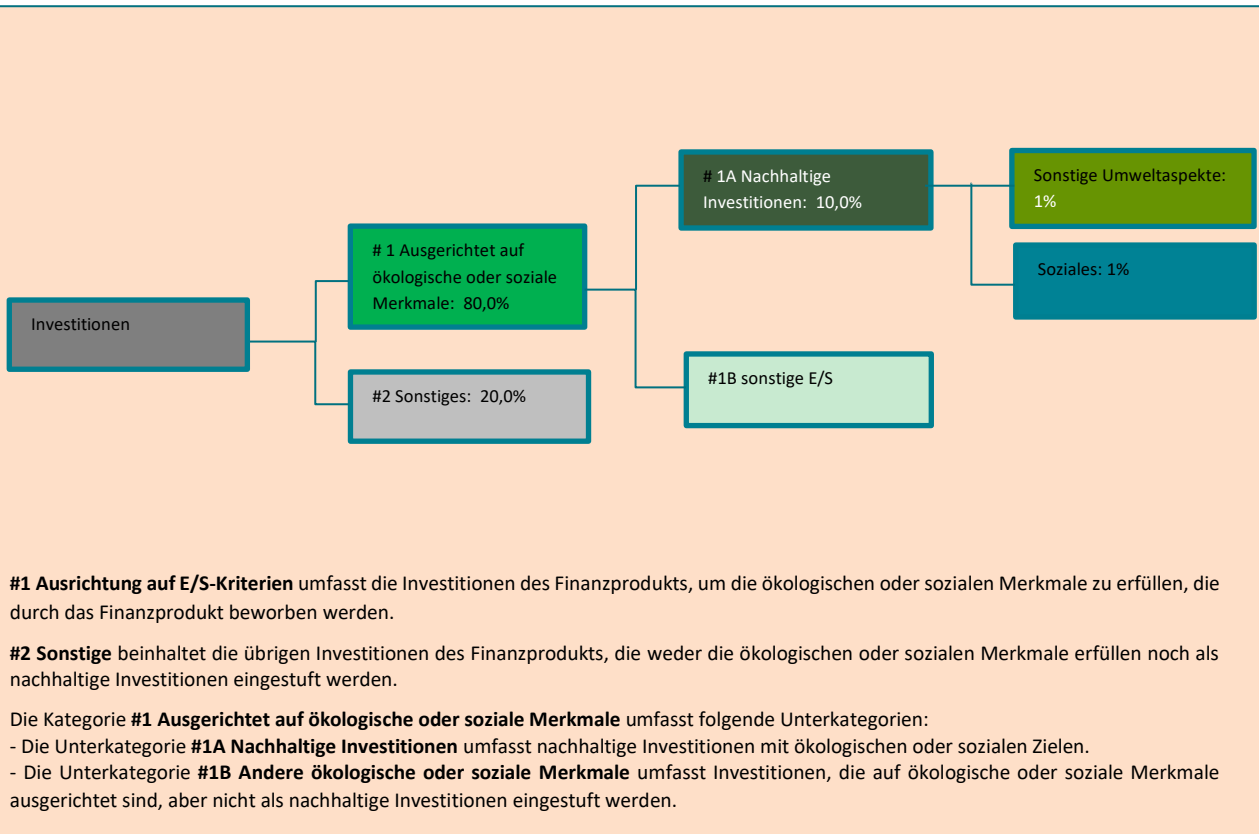 # 1A Nachhaltige
Investitionen:  10,0%
Sonstige Umweltaspekte:
1%
# 1 Ausgerichtet auf
ökologische oder soziale
Merkmale:  80,0%
Soziales: 1%
Investitionen
#2 Sonstiges:  20,0%
#1B sonstige E/S
#1 Ausrichtung auf E/S-Kriterien umfasst die Investitionen des Finanzprodukts, um die ökologischen oder sozialen Merkmale zu erfüllen, die
durch das Finanzprodukt beworben werden.
#2 Sonstige beinhaltet die übrigen Investitionen des Finanzprodukts, die weder die ökologischen oder sozialen Merkmale erfüllen noch als
nachhaltige Investitionen eingestuft werden.
Die Kategorie #1 Ausgerichtet auf ökologische oder soziale Merkmale umfasst folgende Unterkategorien:
- Die Unterkategorie #1A Nachhaltige Investitionen umfasst nachhaltige Investitionen mit ökologischen oder sozialen Zielen.
- Die Unterkategorie #1B Andere ökologische oder soziale Merkmale umfasst Investitionen, die auf ökologische oder soziale Merkmale
ausgerichtet sind, aber nicht als nachhaltige Investitionen eingestuft werden.